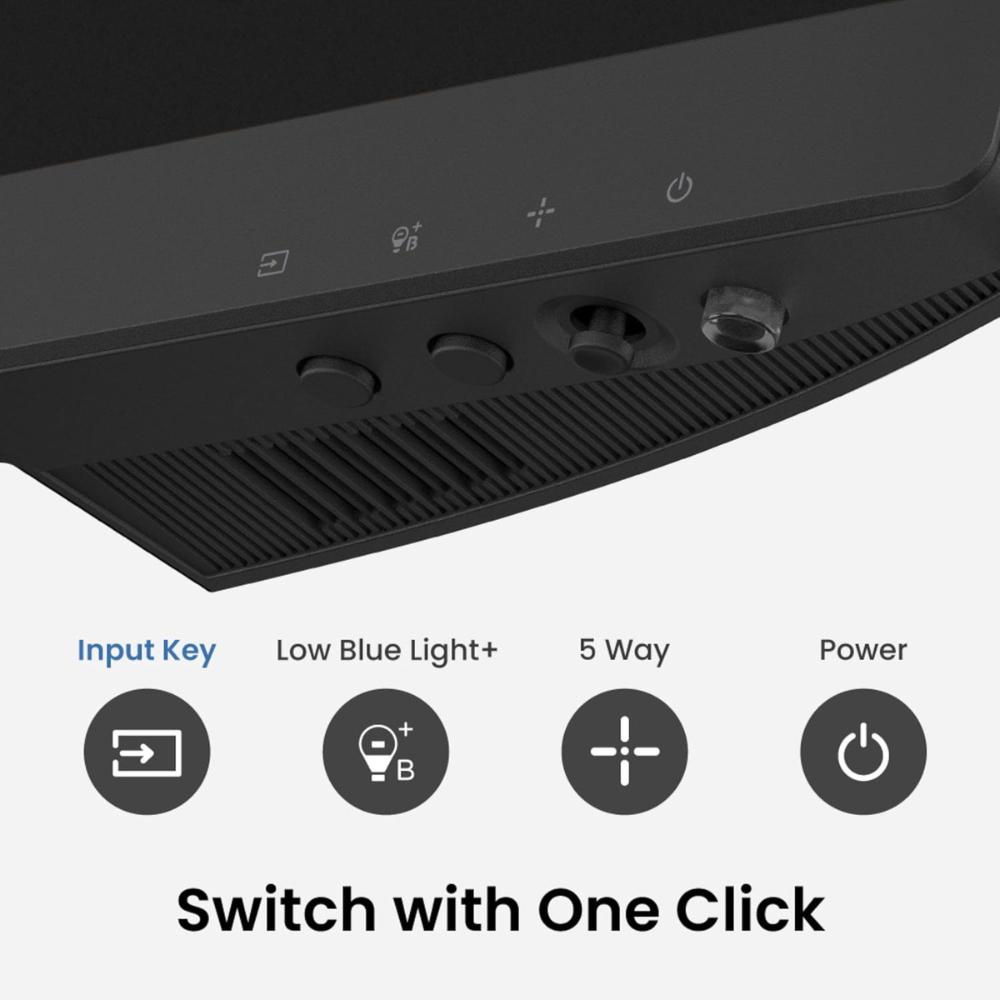 B+
Input Key
Low Blue Light+
5 Way
Power
+
B
Switch with One Click